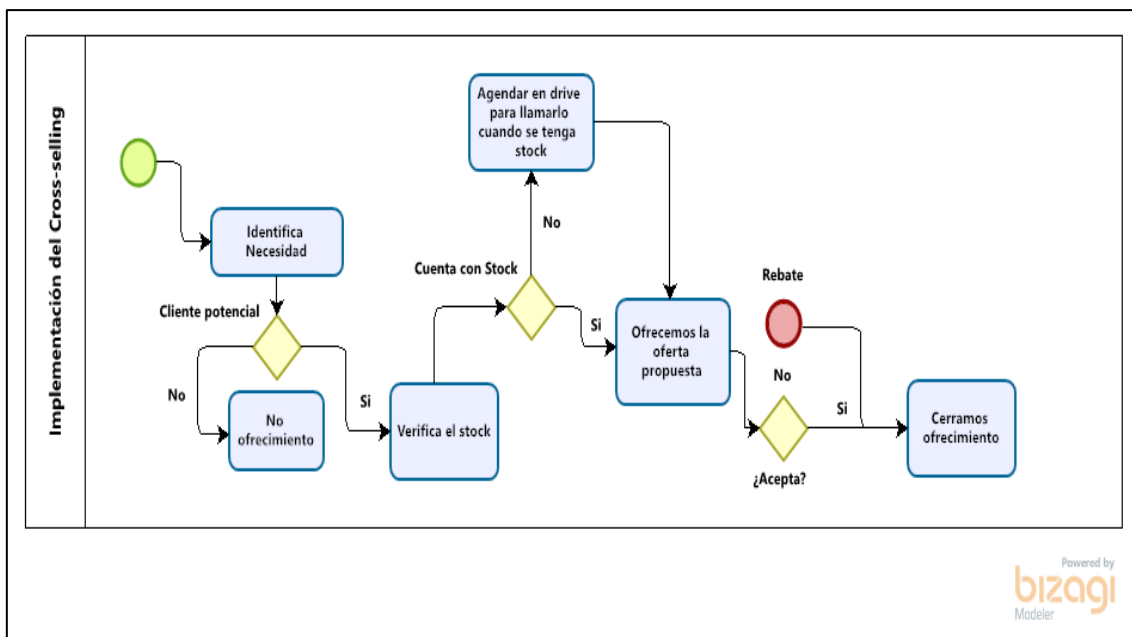 Implementación del Cross-selling
Agendar en drive
para llamarlo
cuando se tenga
stock
Identifica
Necesidad
No
Cuenta con Stock
Rebate
Cliente potencial
Si
Ofrecemos la
oferta
propuesta
No
No
Si
Si
No
ofrecimiento
Verifica el stock
Cerramos
ofrecimiento
¿Acepta?
Powered by
bizagi
Modeler